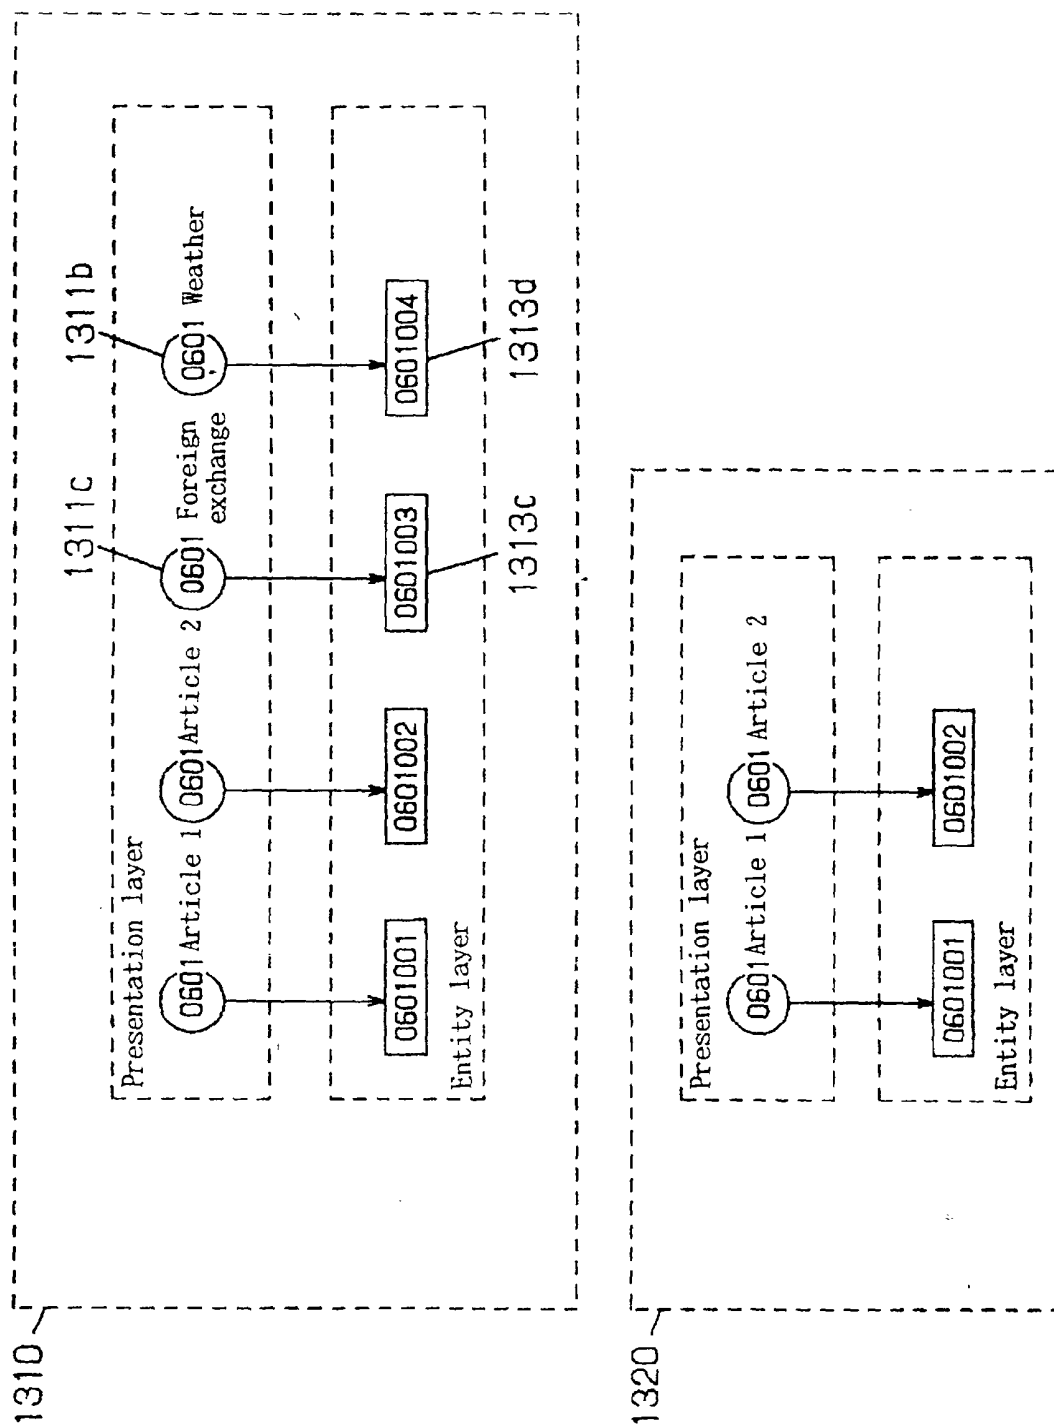 1310
1311c
1311b
Presentation layer
0601 Article 1
0601 Article 2
0601 Foreign
exchange
0601 Weather
0601001
0601002
0601003
0601004
Entity layer
1313c
1313d
1320
Presentation layer
0601 Article 1
0601 Article 2
0601001
0601002
Entity layer